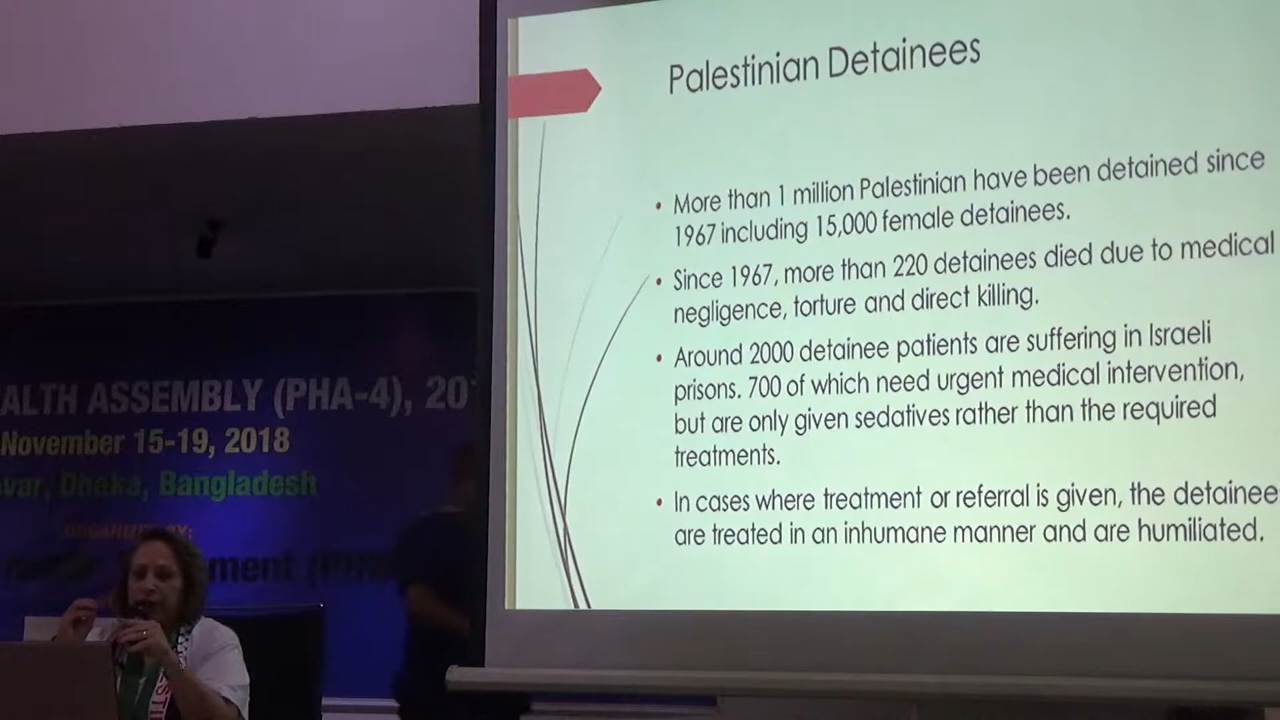 Palestinian Detainees
• More than 1 million Palestinian have been detained since
1967 including 15,000 female detainees.
• Since 1967, more than 220 detainees died due to medical
negligence, torture and direct killing.
• Around 2000 detainee patients are suffering in Israeli
prisons. 700 of which need urgent medical intervention,
but are only given sedatives rather than the required
treatments.
• In cases where treatment or referral is given, the detainee
are treated in an inhumane manner and are humiliated.
ALTH ASSEMBLY (PHA-4), 20
November 15-19, 2018
var, Dhaka, Bangladesh
ORGANIZED BY:
ment